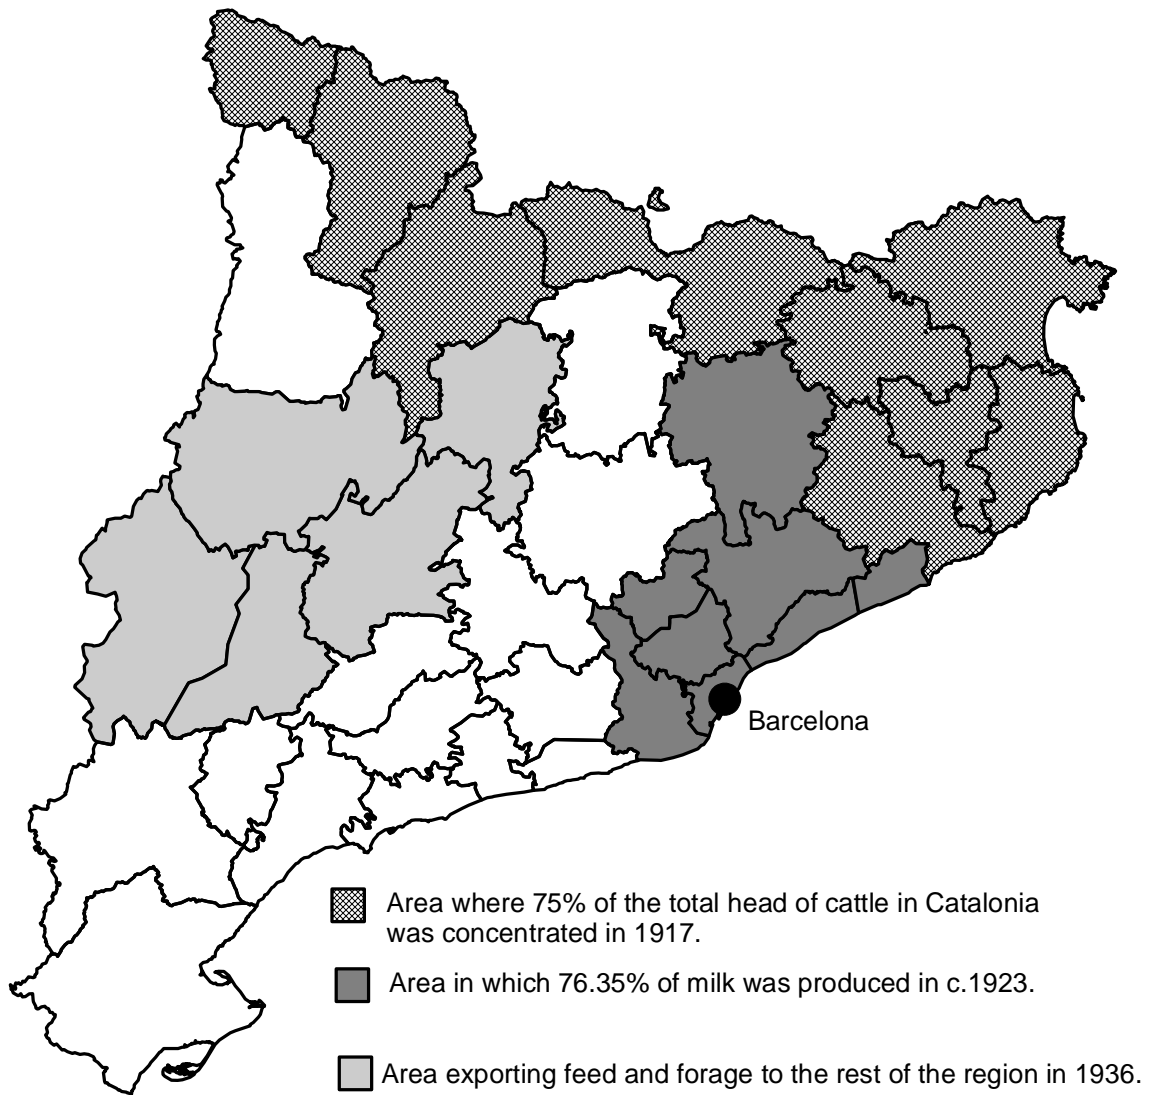 Barcelona
Area where 75% of the total head of cattle in Catalonia
was concentrated in 1917.
Area in which 76.35% of milk was produced in c.1923.
Area exporting feed and forage to the rest of the region in 1936.